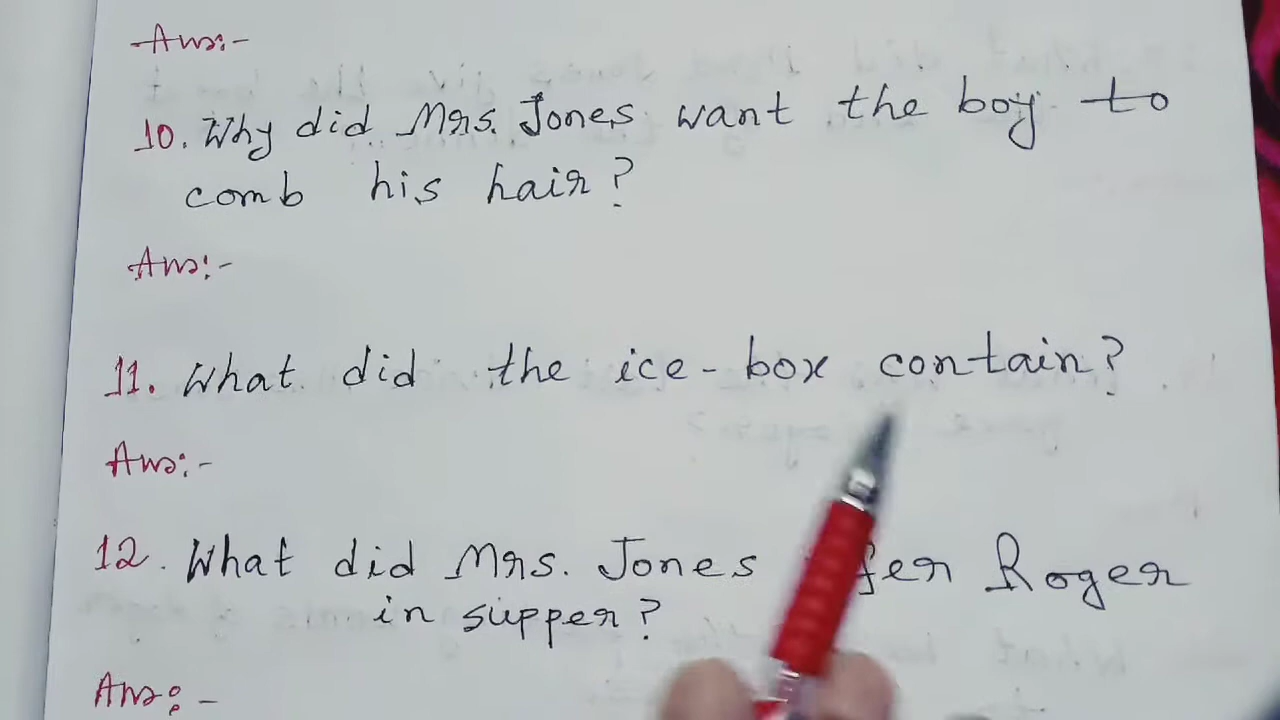 Ans:-
10. Why did Mrs. Jones want the boy to
comb his hair?
Ans:-
11. What did the ice-box contain?
Ans:-
12. What did Mrs. Jones Roger
in supper?
Ans:-